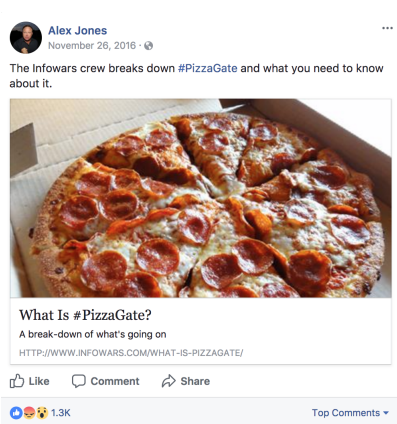 Alex Jones
November 26, 2016 ·
The Infowars crew breaks down #PizzaGate and what you need to know
about it.
What Is #PizzaGate?
A break-down of what's going on
HTTP://WWW.INFOWARS.COM/WHAT-IS-PIZZAGATE/
Like Comment Share
1.3K Top Comments